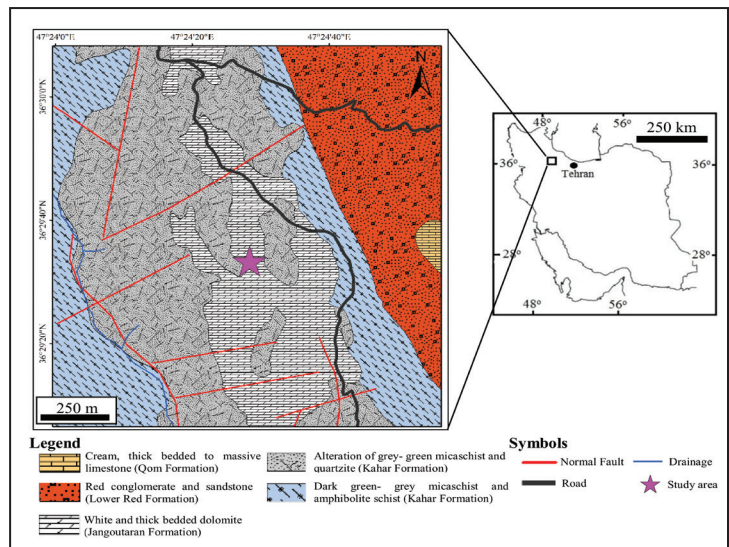 47°24'0"E 47°24'20"E 47°24'40"E
N
36°30'0"N
36°29'40"N
36°29'20"N
250 m
250 km
48° 56°
36° 36°
Tehran
28° 28°
48° 56°
Legend
Cream, thick bedded to massive
limestone (Qom Formation)
Red conglomerate and sandstone
(Lower Red Formation)
White and thick bedded dolomite
(Jangoutaran Formation)
Alteration of grey- green micaschist and
quartzite (Kahar Formation)
Dark green- grey micaschist and
amphibolite schist (Kahar Formation)
Symbols
Normal Fault
Drainage
Road
Study area